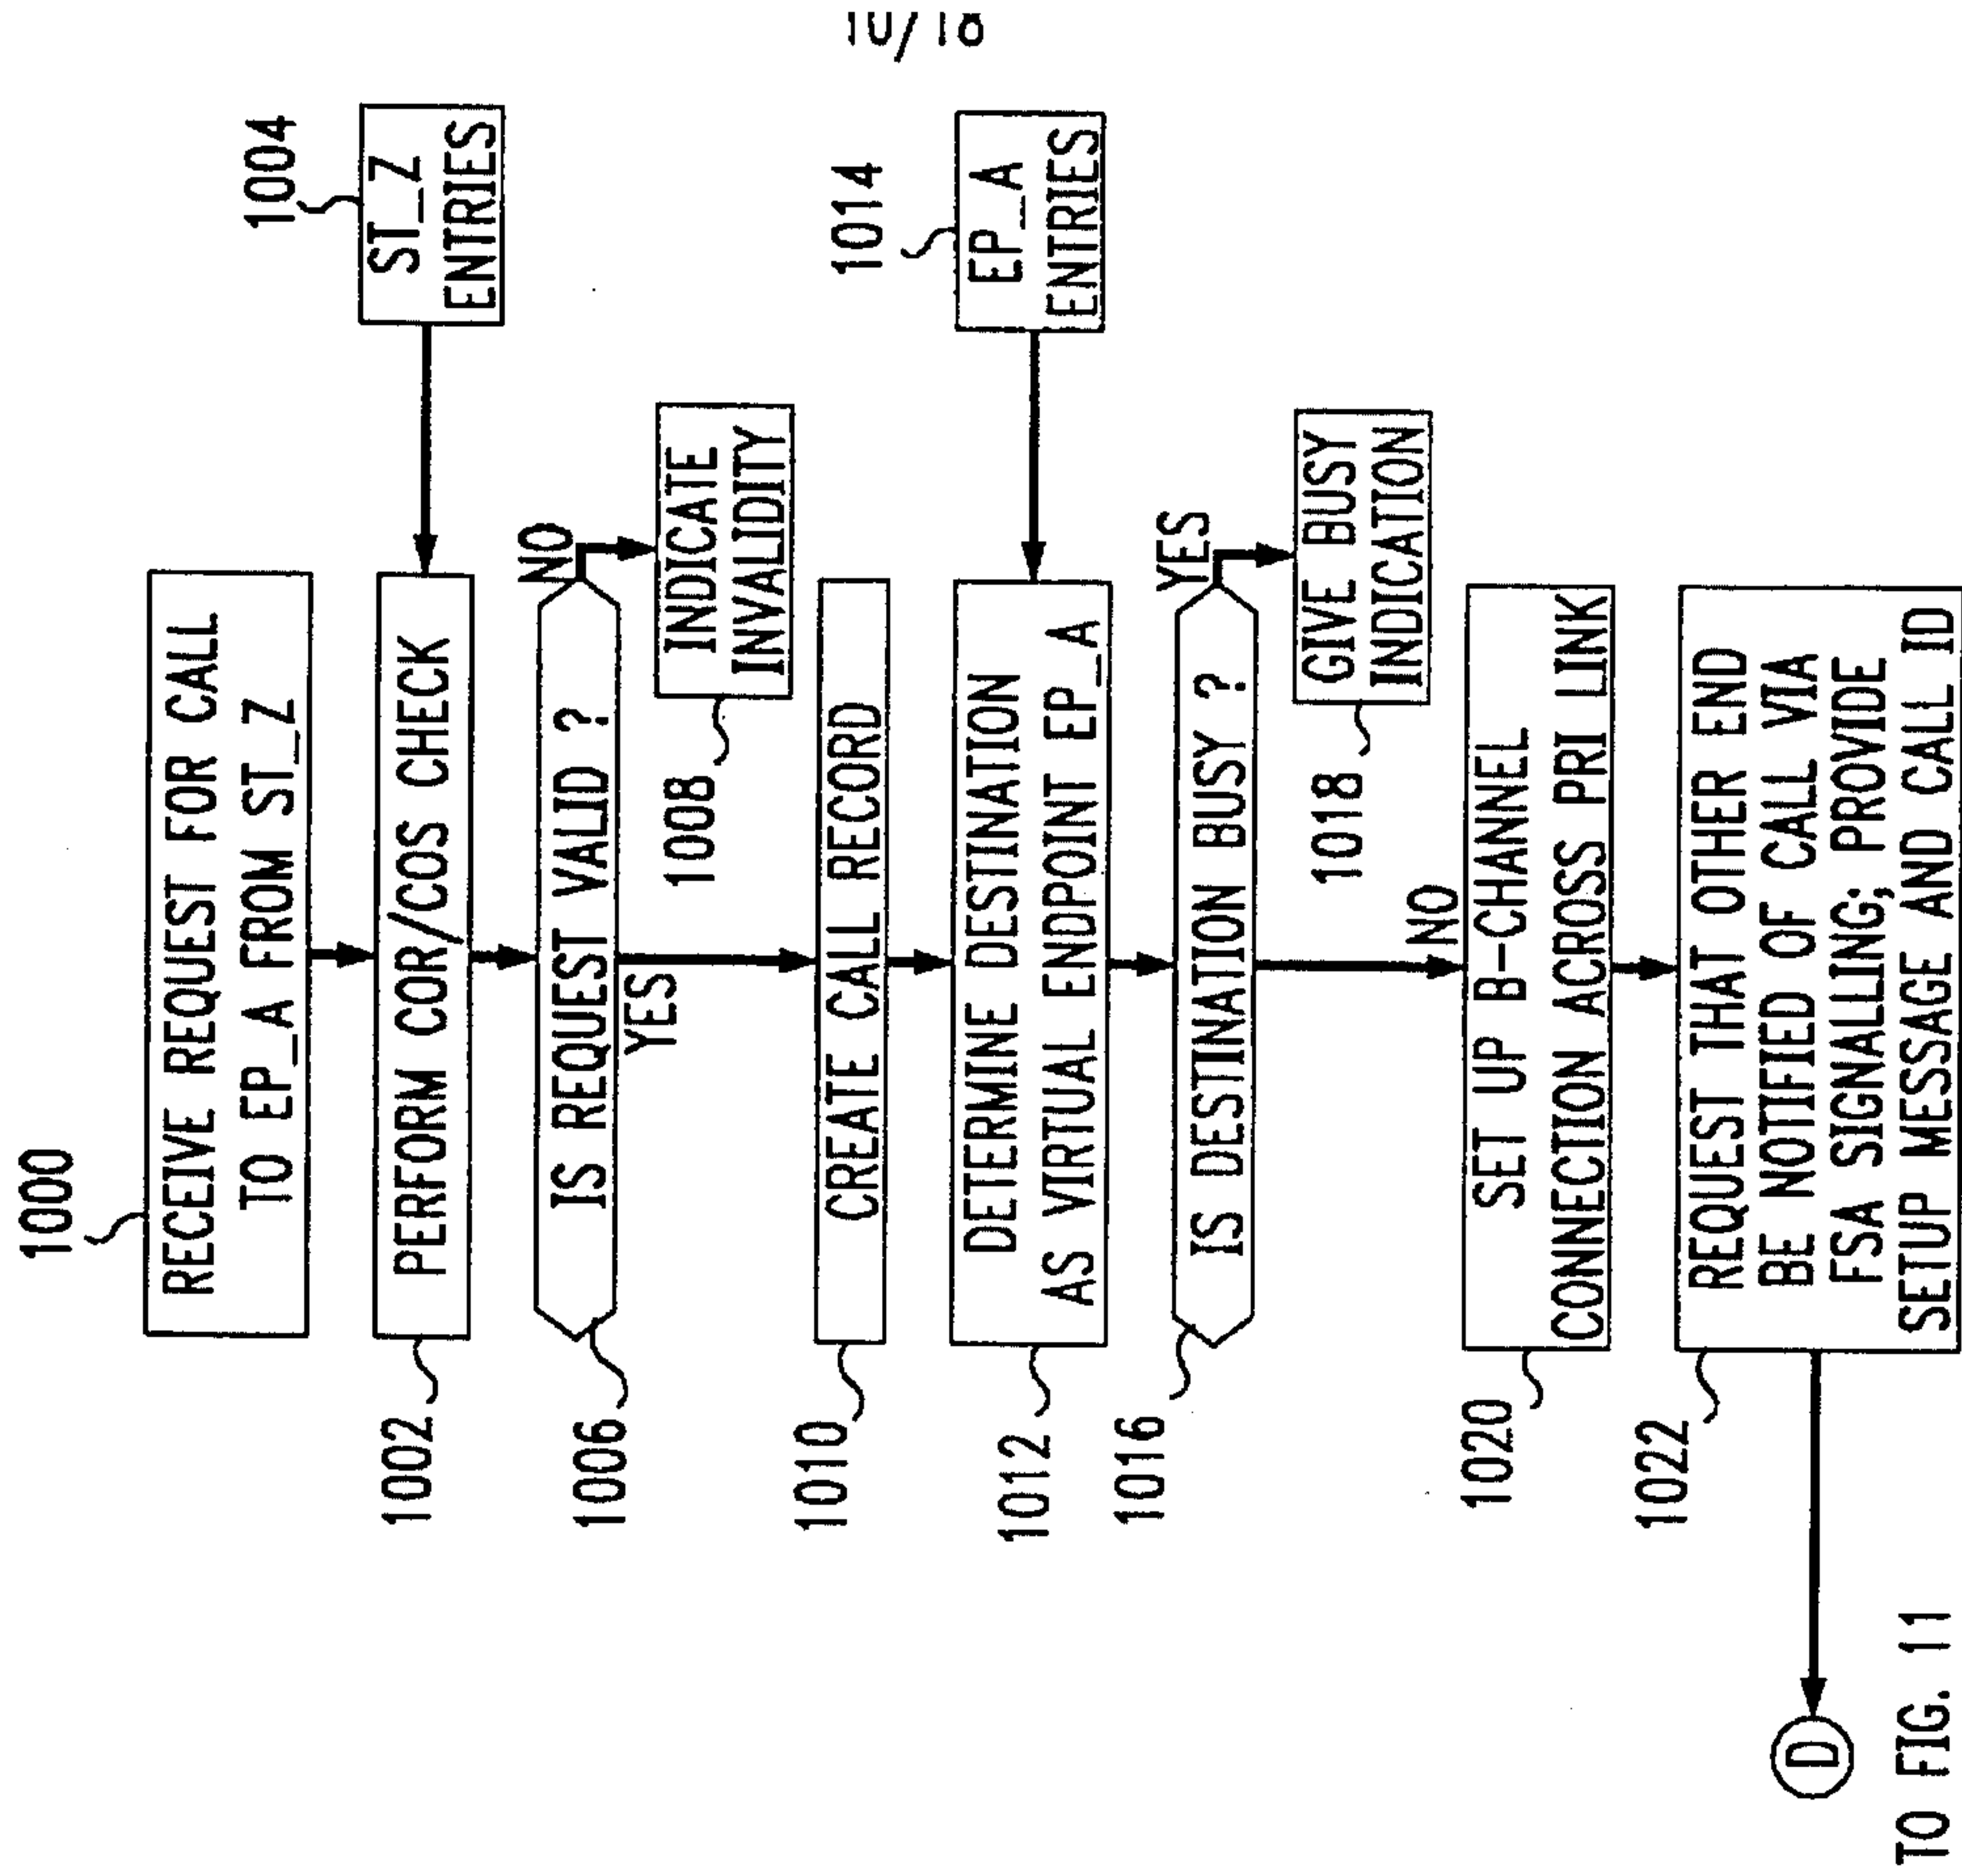 10/18
1000
RECEIVE REQUEST FOR CALL
TO EP_A FROM ST_Z
1004
ST_Z
ENTRIES
1002
PERFORM COR/COS CHECK
1006
IS REQUEST VALID ?
NO
YES
1008
INDICATE
INVALIDITY
1010
CREATE CALL RECORD
1014
EP_A
ENTRIES
1012
DETERMINE DESTINATION
AS VIRTUAL ENDPOINT EP_A
1016
IS DESTINATION BUSY ?
YES
NO
1018
GIVE BUSY
INDICATION
1020
SET UP B-CHANNEL
CONNECTION ACROSS PRI LINK
1022
REQUEST THAT OTHER END
BE NOTIFIED OF CALL VIA
FSA SIGNALLING; PROVIDE
SETUP MESSAGE AND CALL ID
D
TO FIG. 11